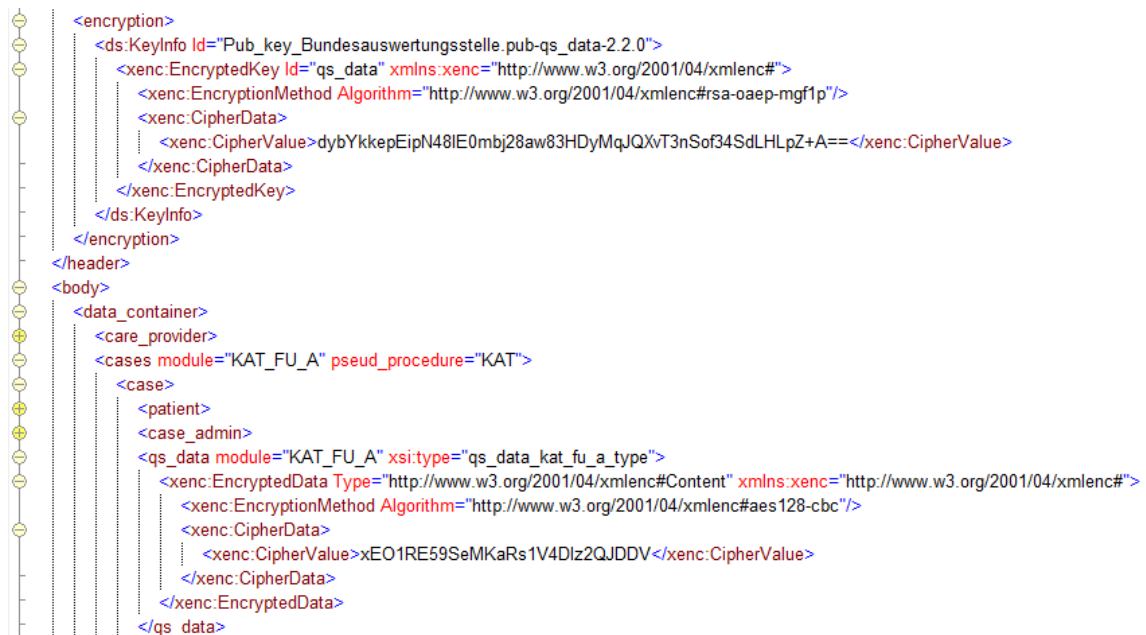 <encryption>
<ds:KeyInfo Id="Pub_key_Bundesauswertungsstelle.pub-qs_data-2.2.0">
<xenc:EncryptedKey Id="qs_data" xmlns:xenc="http://www.w3.org/2001/04/xmlenc#">
<xenc:EncryptionMethod Algorithm="http://www.w3.org/2001/04/xmlenc#rsa-oaep-mgf1p"/>
<xenc:CipherData>
<xenc:CipherValue>dybYkkepEipN48IE0mbj28aw83HDyMqJQXvT3nSof34SdLHLpZ+A==</xenc:CipherValue>
</xenc:CipherData>
</xenc:EncryptedKey>
</ds:KeyInfo>
</encryption>
</header>
<body>
<data_container>
<care_provider>
<cases module="KAT_FU_A" pseud_procedure="KAT">
<case>
<patient>
<case_admin>
<qs_data module="KAT_FU_A" xsi:type="qs_data_kat_fu_a_type">
<xenc:EncryptedData Type="http://www.w3.org/2001/04/xmlenc#Content" xmlns:xenc="http://www.w3.org/2001/04/xmlenc#">
<xenc:EncryptionMethod Algorithm="http://www.w3.org/2001/04/xmlenc#aes128-cbc"/>
<xenc:CipherData>
<xenc:CipherValue>xEO1RE59SeMKaRs1V4DIz2QJDDV</xenc:CipherValue>
</xenc:CipherData>
</xenc:EncryptedData>
</qs_data>